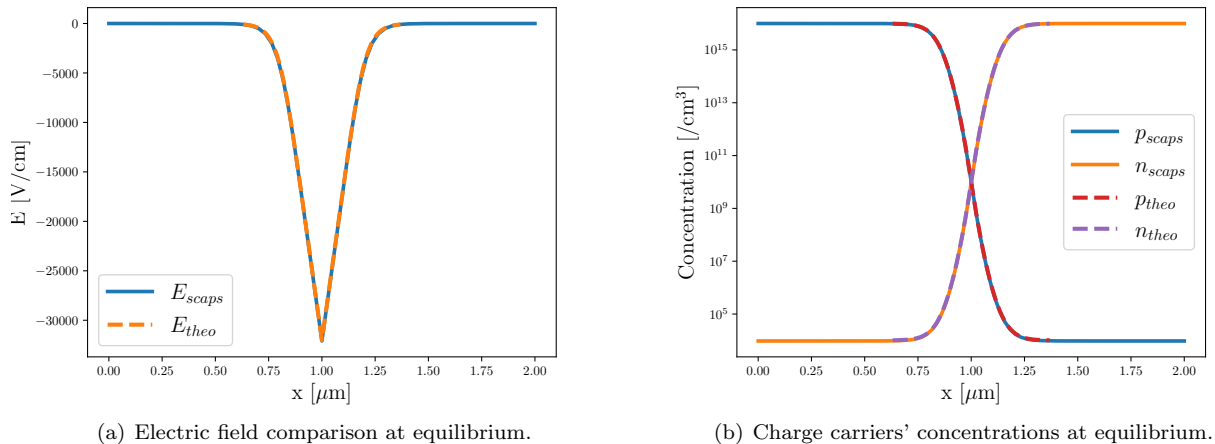 0
−5000
−10000
−15000
−20000
−25000
−30000
E [V/cm]
E_scaps
E_theo
0.00 0.25 0.50 0.75 1.00 1.25 1.50 1.75 2.00
x [μm]
(a) Electric field comparison at equilibrium.
10^15
10^13
10^11
10^9
10^7
10^5
Concentration [/cm^3]
p_scaps
n_scaps
p_theo
n_theo
0.00 0.25 0.50 0.75 1.00 1.25 1.50 1.75 2.00
x [μm]
(b) Charge carriers' concentrations at equilibrium.